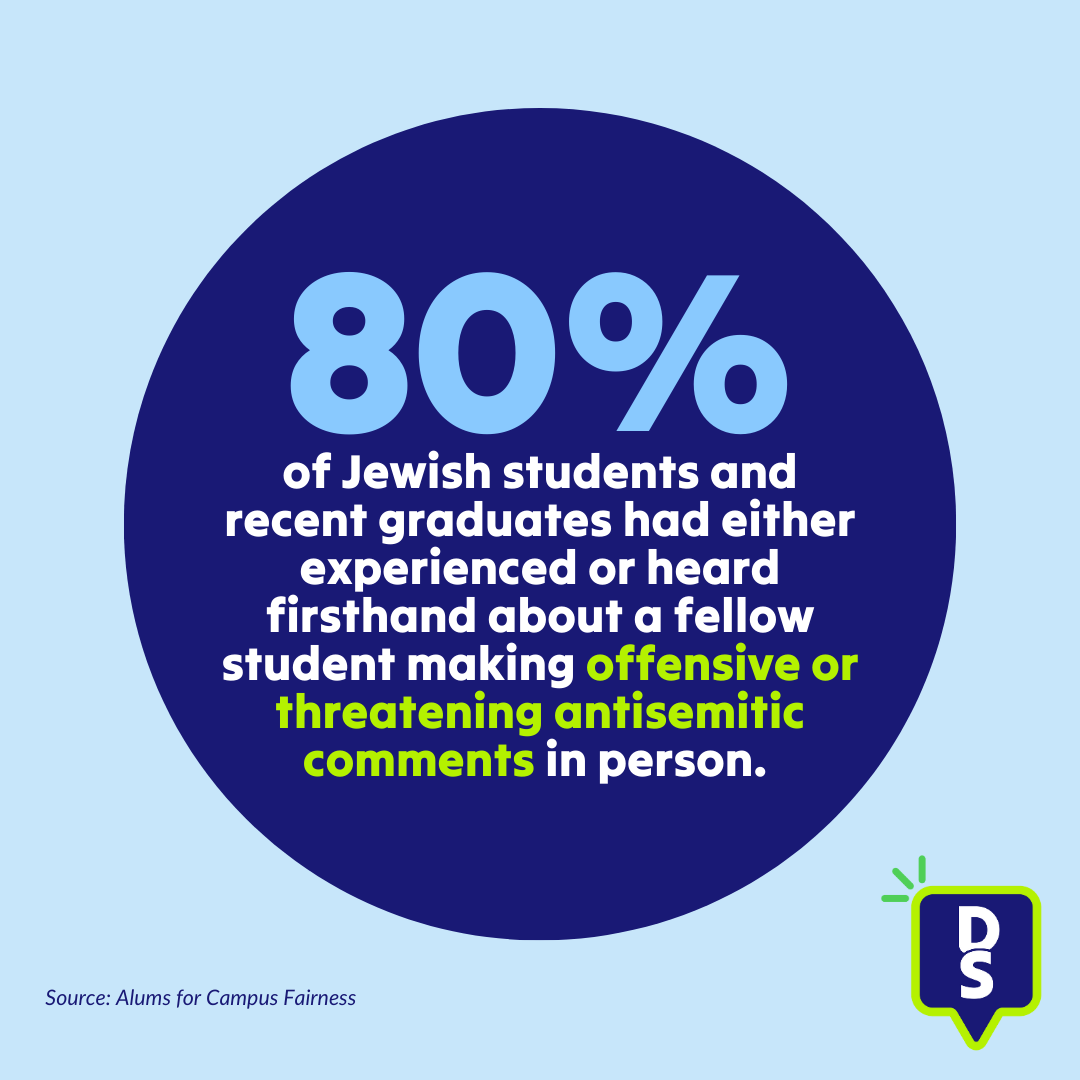 80%
of Jewish students and
recent graduates had either
experienced or heard
firsthand about a fellow
student making offensive or
threatening antisemitic
comments in person.
D
S
Source: Alums for Campus Fairness